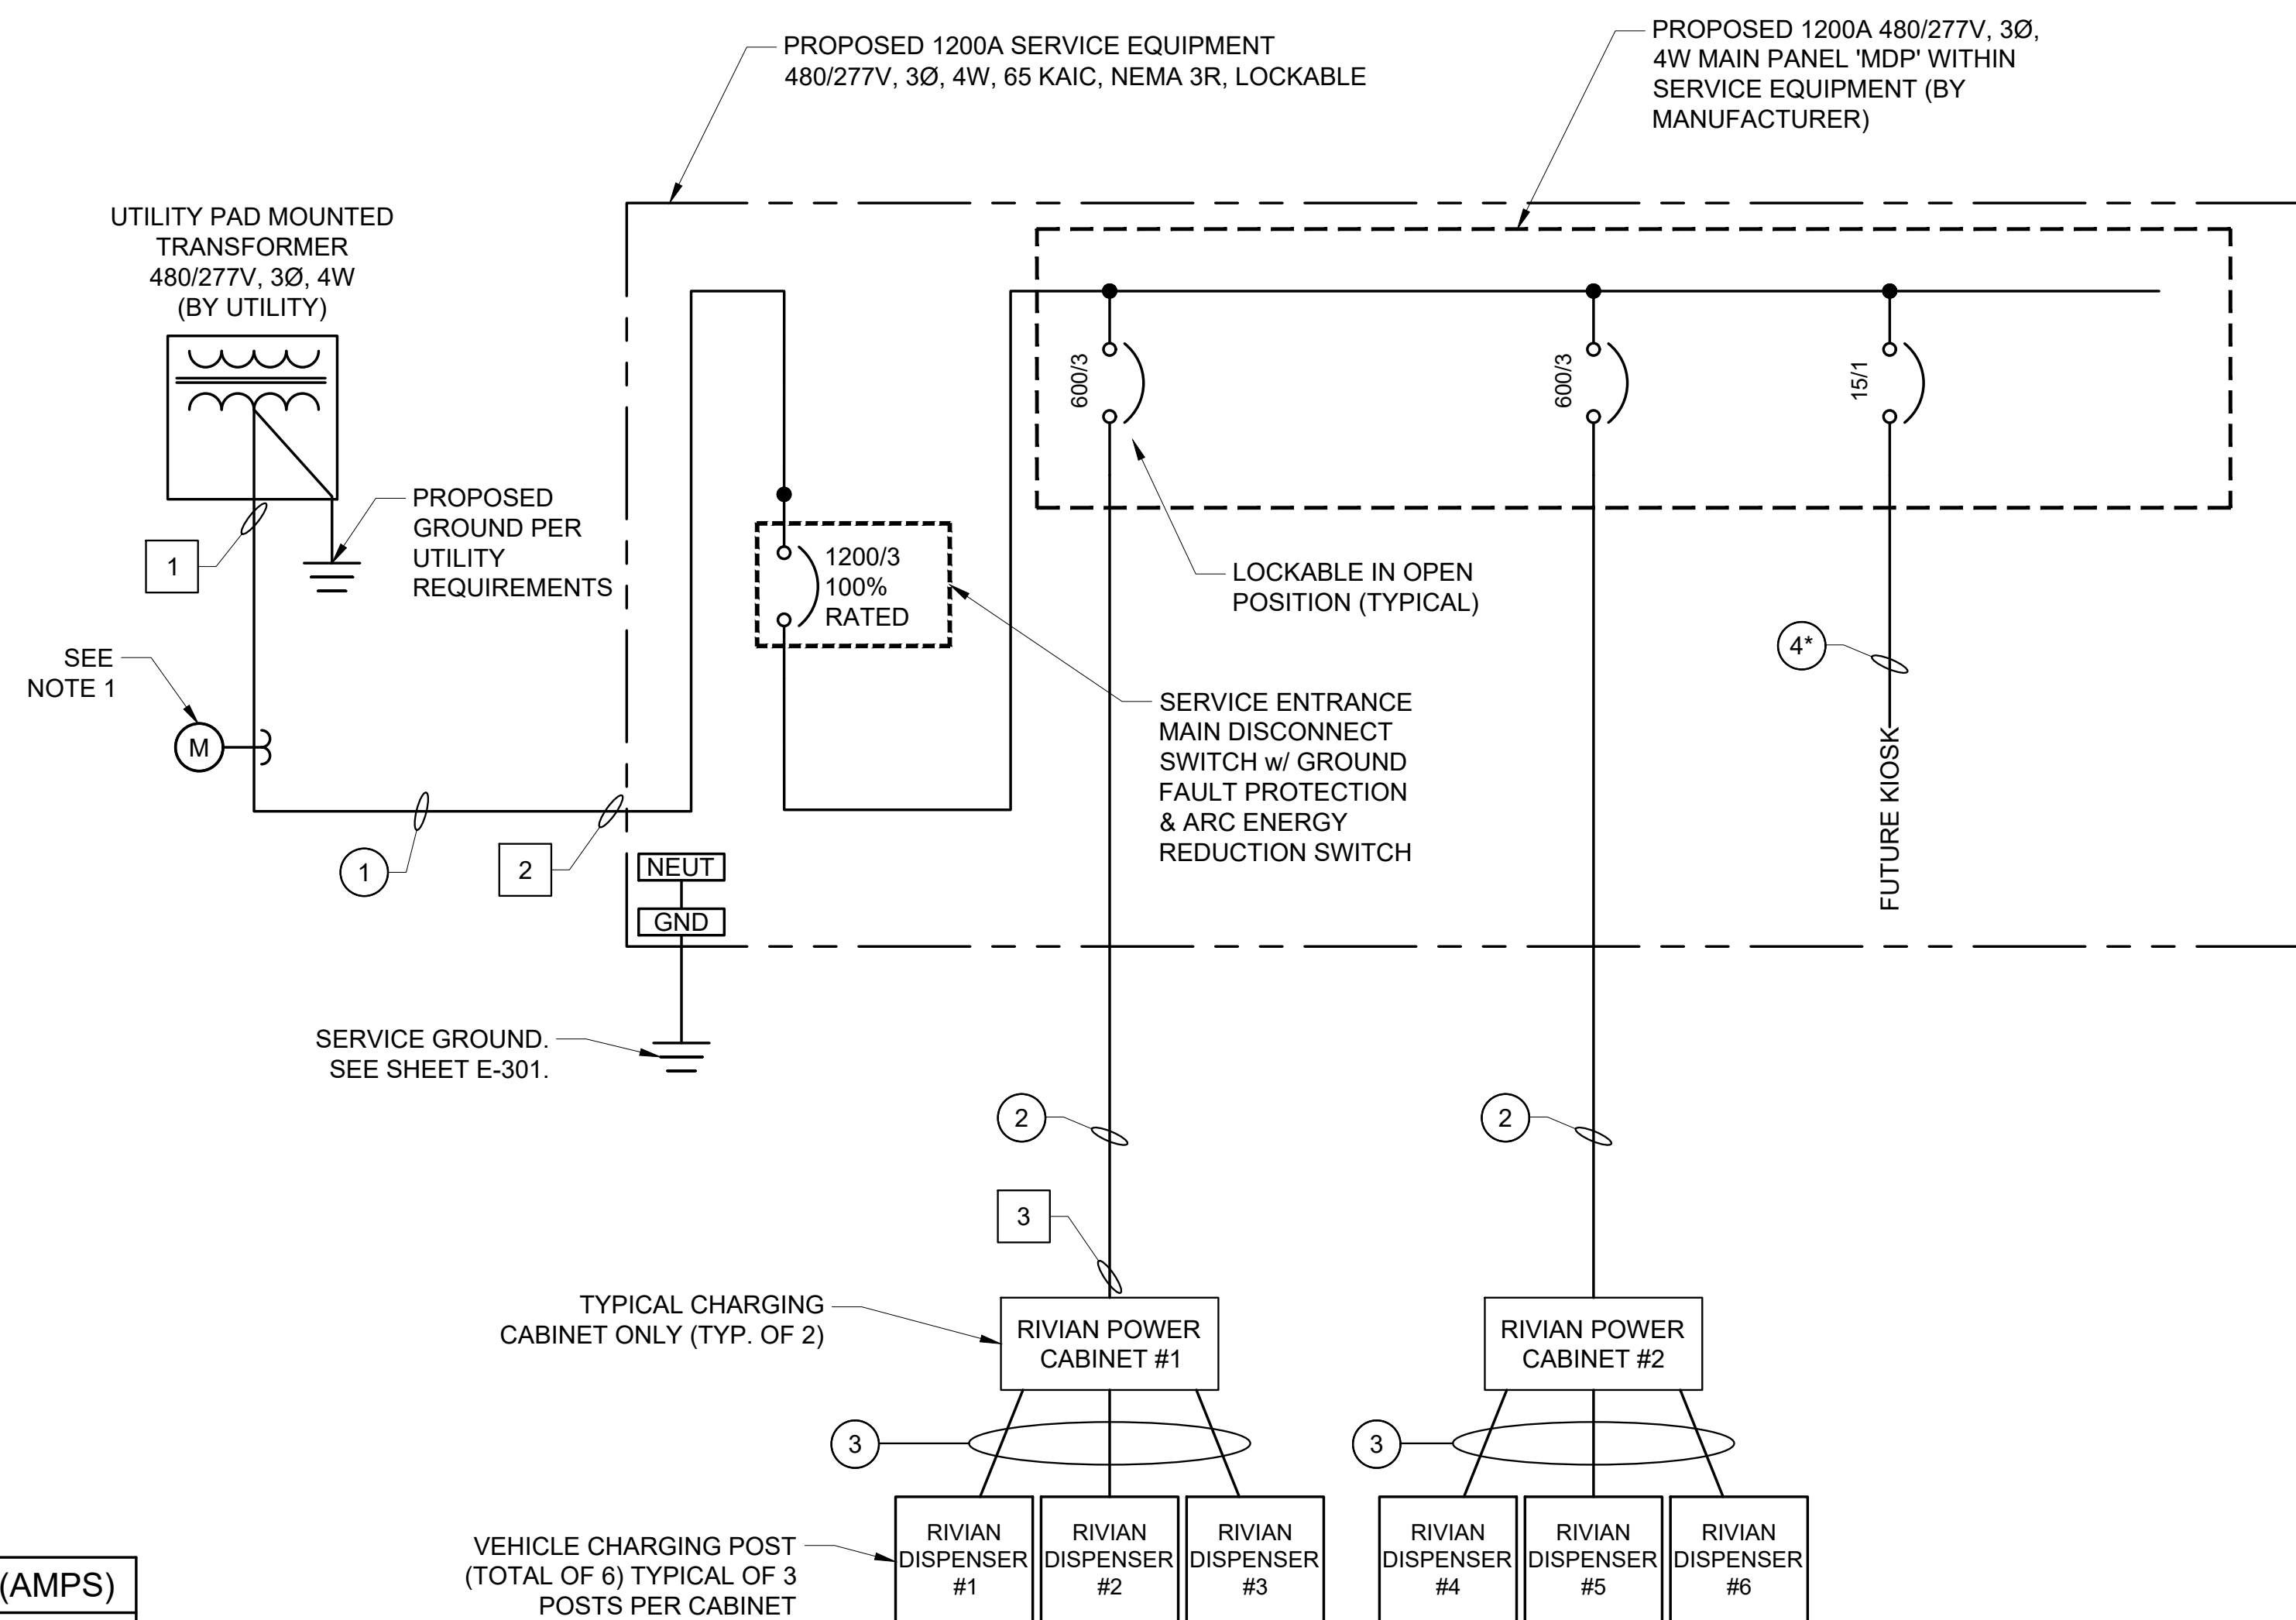 PROPOSED 1200A SERVICE EQUIPMENT
480/277V, 3Ø, 4W, 65 KAIC, NEMA 3R, LOCKABLE
PROPOSED 1200A 480/277V, 3Ø,
4W MAIN PANEL 'MDP' WITHIN
SERVICE EQUIPMENT (BY
MANUFACTURER)
UTILITY PAD MOUNTED
TRANSFORMER
480/277V, 3Ø, 4W
(BY UTILITY)
600/3
600/3
15/1
PROPOSED
GROUND PER
UTILITY
REQUIREMENTS
1
1200/3
100%
RATED
LOCKABLE IN OPEN
POSITION (TYPICAL)
4*
SEE
NOTE 1
M
SERVICE ENTRANCE
MAIN DISCONNECT
SWITCH w/ GROUND
FAULT PROTECTION
& ARC ENERGY
REDUCTION SWITCH
FUTURE KIOSK
1
2
NEUT
GND
SERVICE GROUND.
SEE SHEET E-301.
2
2
3
TYPICAL CHARGING
CABINET ONLY (TYP. OF 2)
RIVIAN POWER
CABINET #1
RIVIAN POWER
CABINET #2
3
3
VEHICLE CHARGING POST
(TOTAL OF 6) TYPICAL OF 3
POSTS PER CABINET
RIVIAN
DISPENSER
#1
RIVIAN
DISPENSER
#2
RIVIAN
DISPENSER
#3
RIVIAN
DISPENSER
#4
RIVIAN
DISPENSER
#5
RIVIAN
DISPENSER
#6
(AMPS)